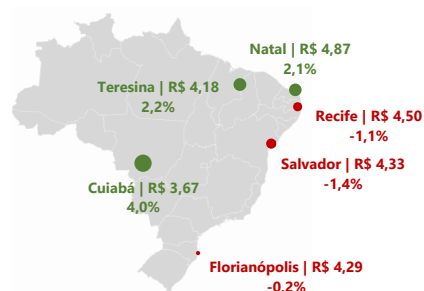 Natal | R$ 4,87
2,1%
Teresina | R$ 4,18
2,2%
Recife | R$ 4,50
-1,1%
Salvador | R$ 4,33
-1,4%
Cuiabá | R$ 3,67
4,0%
Florianópolis | R$ 4,29
-0,2%